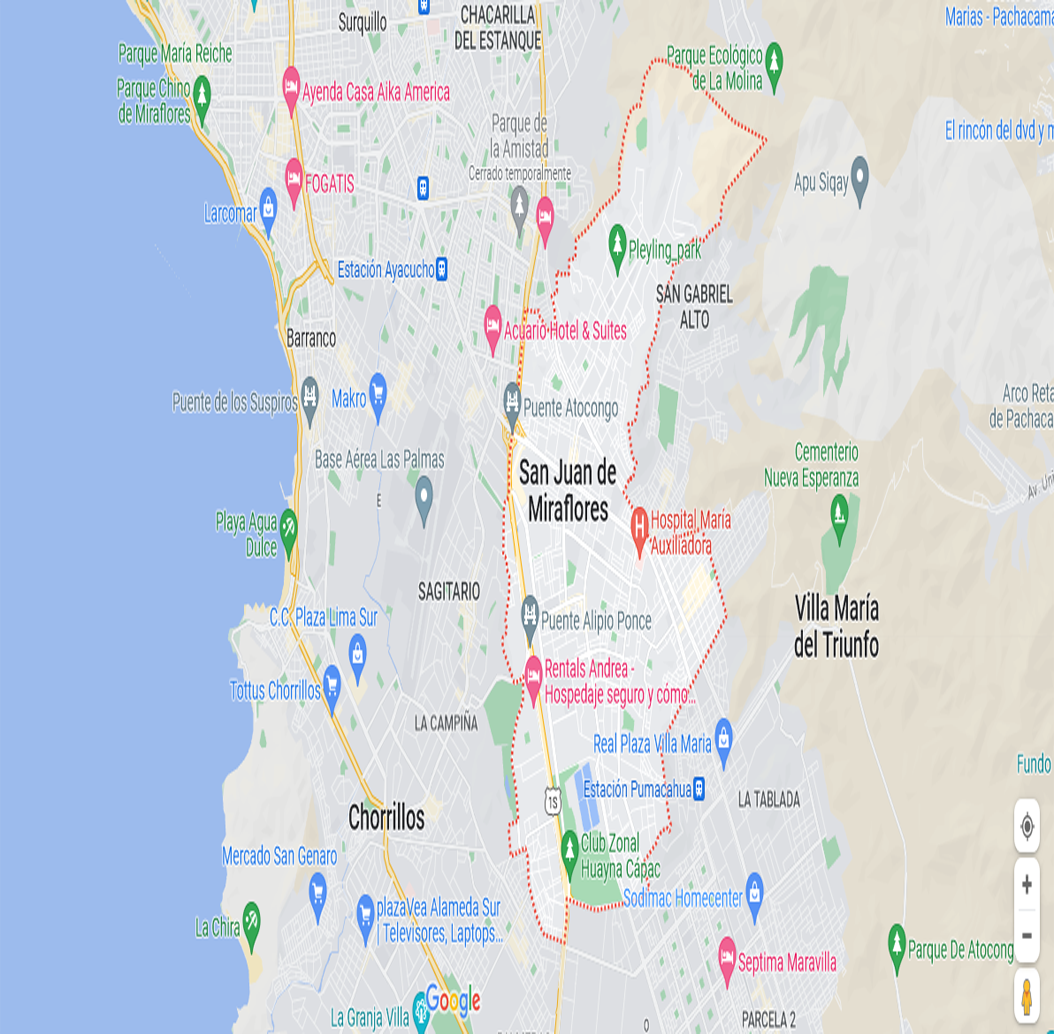 Surquillo
CHACARILLA
DEL ESTANQUE
Marias - Pachacama
Parque María Reiche
Parque Chino
de Miraflores
Ayenda Casa Aika America
Parque Ecológico
de La Molina
Parque de
la Amistad
Cerrado temporalmente
El rincón del dvd y m
FOGATIS
Apu Siqay
Larcomar
Pleyling_park
Estación Ayacucho
SAN GABRIEL
ALTO
Barranco
Acuario Hotel & Suites
Puente de los Suspiros
Makro
Puente Atocongo
Arco Reta
de Pachaca
Base Aérea Las Palmas
San Juan de
Miraflores
Cementerio
Nueva Esperanza
Av. Uni
E
Playa Agua
Dulce
Hospital María
Auxiliadora
SAGITARIO
C.C. Plaza Lima Sur
Puente Alipio Ponce
Villa María
del Triunfo
Tottus Chorrillos
Rentals Andrea -
Hospedaje seguro y cómo...
LA CAMPIÑA
Real Plaza Villa Maria
Fundo
Estación Pumacahua
1S
LA TABLADA
Chorrillos
Club Zonal
Huayna Cápac
Mercado San Genaro
Sodimac Homecenter
plazaVea Alameda Sur
| Televisores, Laptops...
La Chira
Parque De Atocong
Septima Maravilla
Google
La Granja Villa
PARCELA 2